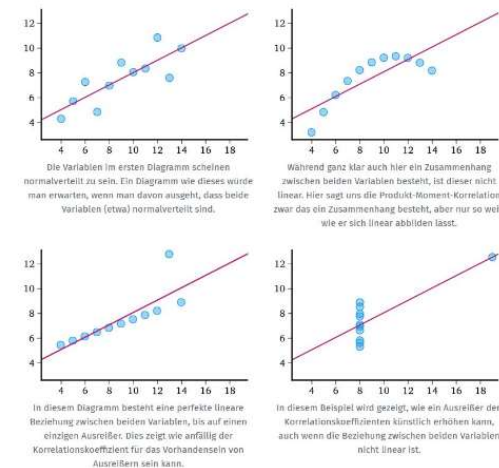 12
10
8
6
4
4 6 8 10 12 14 16 18
Die Variablen im ersten Diagramm scheinen
normalverteilt zu sein. Ein Diagramm wie dieses würde
man erwarten, wenn man davon ausgeht, dass beide
Variablen (etwa) normalverteilt sind.
12
10
8
6
4
4 6 8 10 12 14 16 18
Während ganz klar auch hier ein Zusammenhang
zwischen beiden Variablen besteht, ist dieser nicht
linear. Hier sagt uns die Produkt-Moment-Korrelation
zwar das ein Zusammenhang besteht, aber nur so wei
wie er sich linear abbilden lässt.
12
10
8
6
4
4 6 8 10 12 14 16 18
In diesem Diagramm besteht eine perfekte lineare
Beziehung zwischen beiden Variablen, bis auf einen
einzigen Ausreißer. Dies zeigt wie anfällig der
Korrelationskoeffizient für das Vorhandensein von
Ausreißern sein kann.
12
10
8
6
4
4 6 8 10 12 14 16 18
In diesem Beispiel wird gezeigt, wie ein Ausreißer den
Korrelationskoeffizienten künstlich erhöhen kann,
auch wenn die Beziehung zwischen beiden Variablen
nicht linear ist.